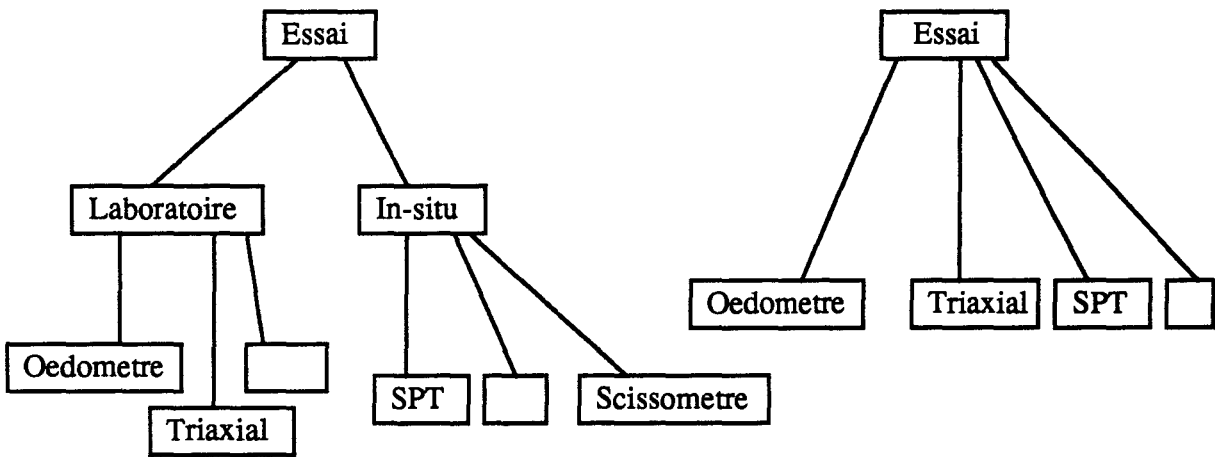 Essai
Essai
Laboratoire
In-situ
Oedometre
Triaxial
SPT
Oedometre
SPT
Scissometre
Triaxial